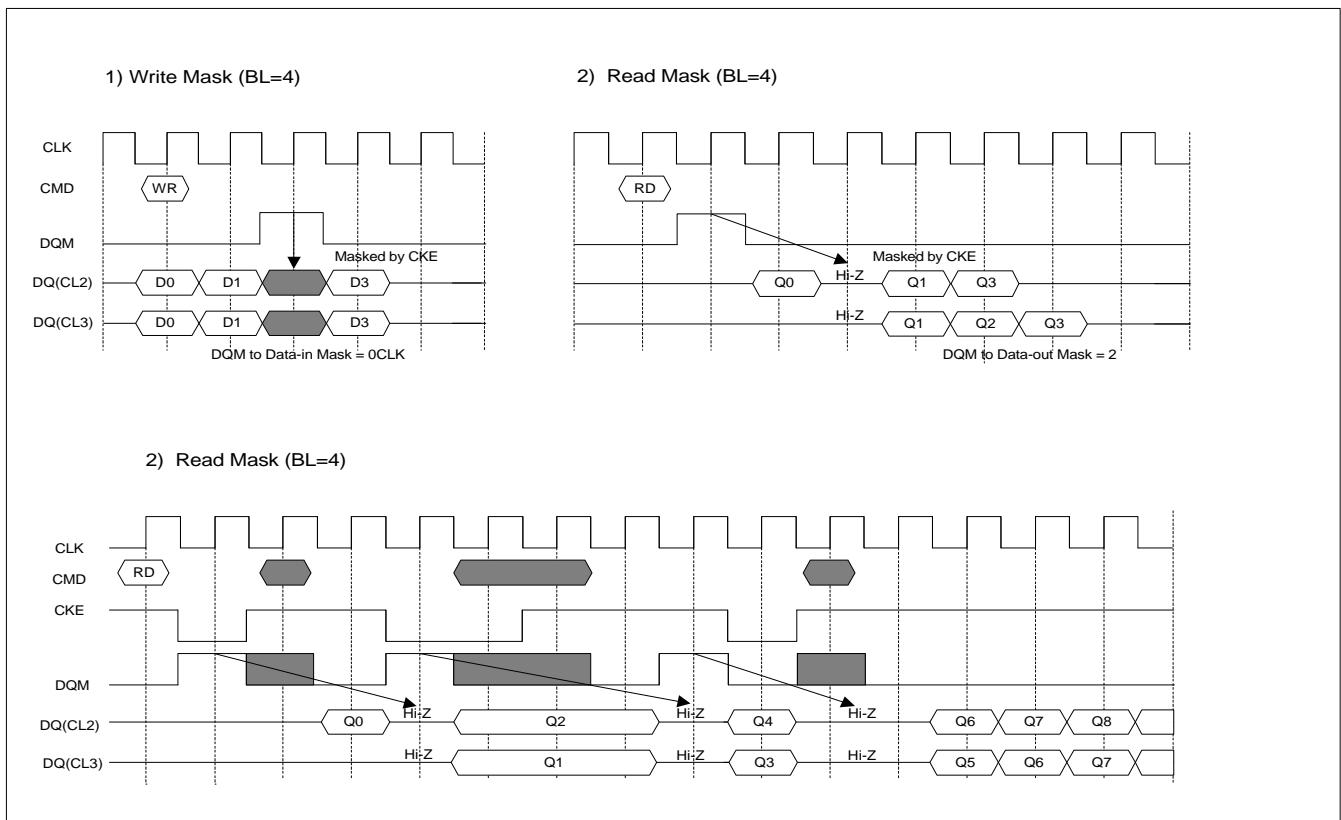 1) Write Mask (BL=4)
2) Read Mask (BL=4)
CLK
CMD WR RD
DQM
Masked by CKE Masked by CKE
DQ(CL2) D0 D1 D3 Q0 Hi-Z Q1 Q3
DQ(CL3) D0 D1 D3 Hi-Z Q1 Q2 Q3
DQM to Data-in Mask = 0CLK DQM to Data-out Mask = 2
2) Read Mask (BL=4)
CLK
CMD RD
CKE
DQM
DQ(CL2) Q0 Hi-Z Q2 Hi-Z Q4 Hi-Z Q6 Q7 Q8
DQ(CL3) Hi-Z Q1 Hi-Z Q3 Hi-Z Q5 Q6 Q7